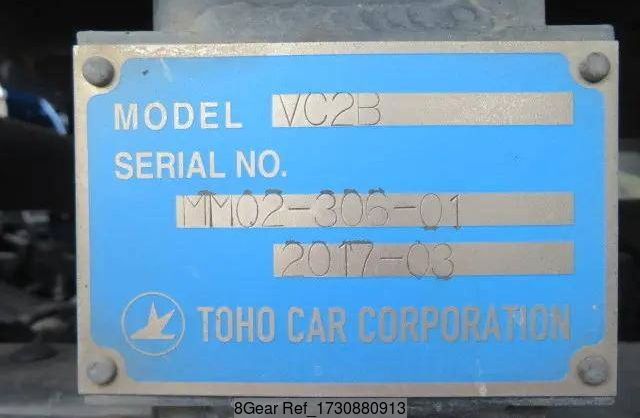 MODEL VC2B
SERIAL NO.
MM02-306-01
2017-03
TOHO CAR CORPORATION
8Gear Ref_1730880913